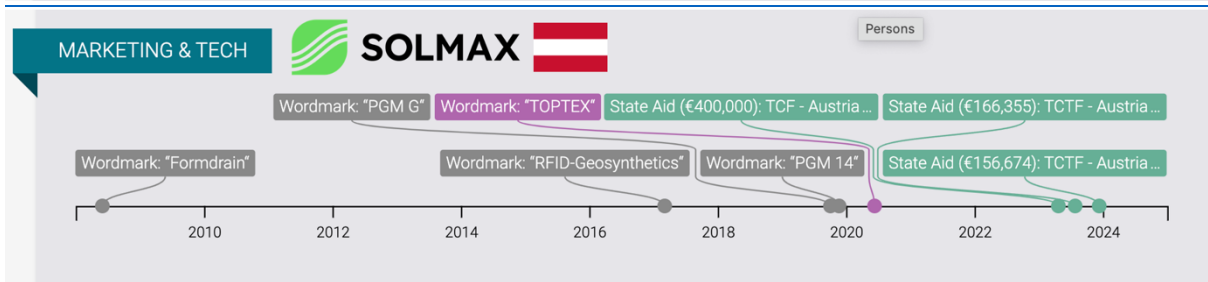 Persons
MARKETING & TECH
SOLMAX
Wordmark: “PGM G“
Wordmark: “TOPTEX“
State Aid (€400,000): TCF - Austria ...
State Aid (€166,355): TCTF - Austria ...
Wordmark: “Formdrain“
Wordmark: “RFID-Geosynthetics“
Wordmark: “PGM 14“
State Aid (€156,674): TCTF - Austria ...
2010
2012
2014
2016
2018
2020
2022
2024